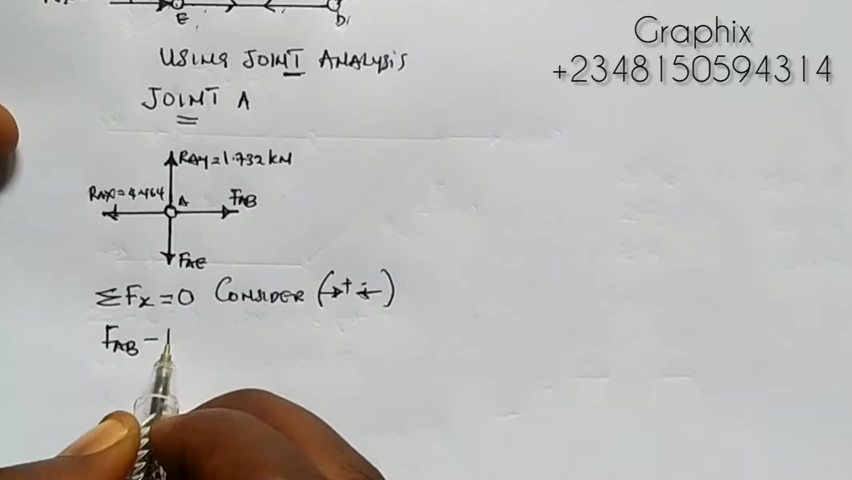 E
D
Graphix
+2348150594314
USING JOINT ANALYSIS
JOINT A
RAY=1.732KN
RAX=4.464
A
FAB
FAE
ΣFx=0 CONSIDER (→+ ←-)
FAB -